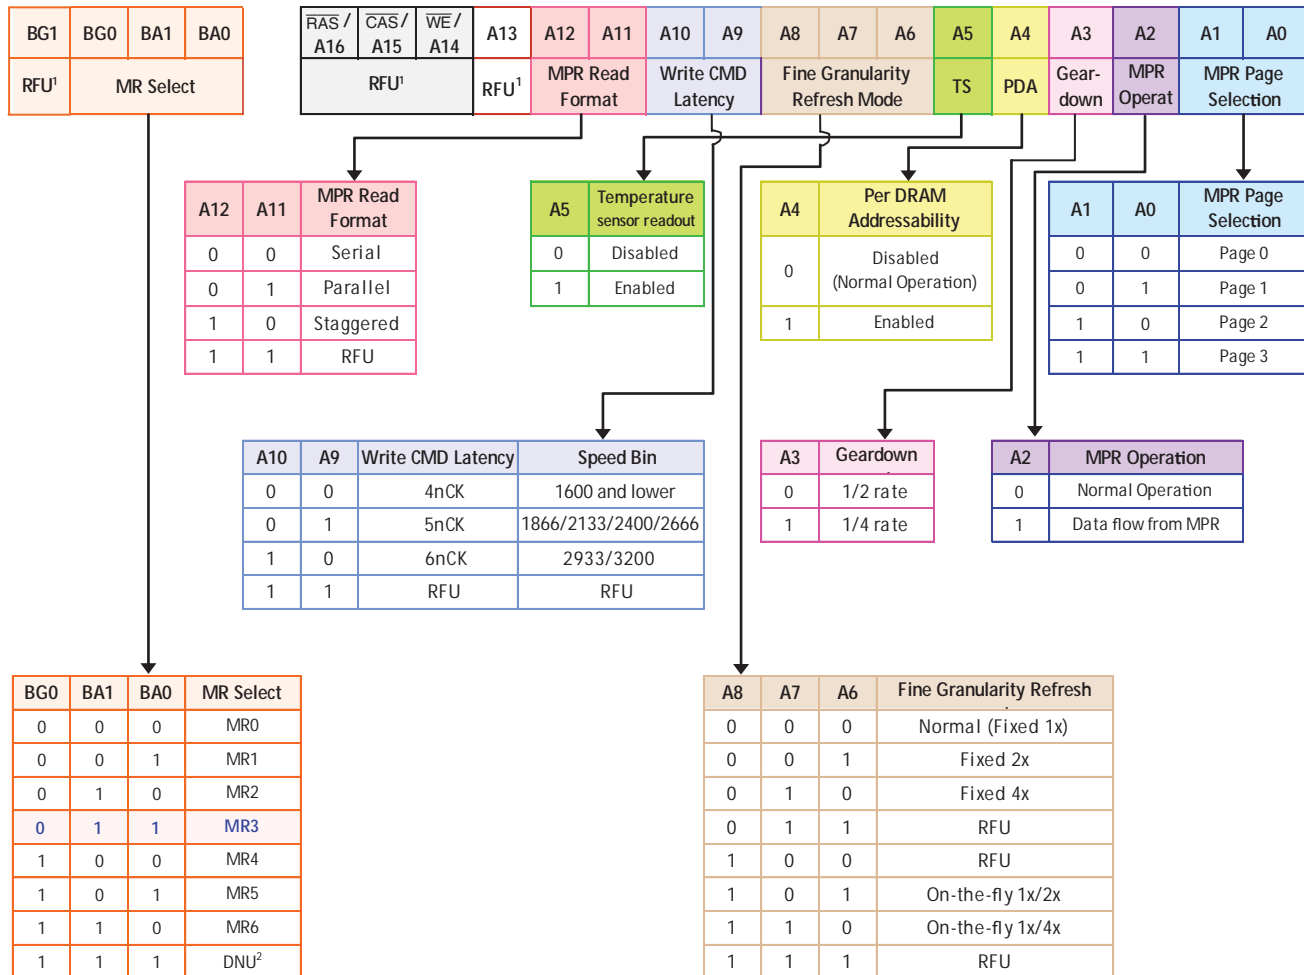 BG1 BG0 BA1 BA0 RAS / A16 CAS / A15 WE / A14 A13 A12 A11 A10 A9 A8 A7 A6 A5 A4 A3 A2 A1 A0
RFU¹ MR Select RFU¹ RFU¹ MPR Read Format Write CMD Latency Fine Granularity Refresh Mode TS PDA Gear-down MPR Operat MPR Page Selection
A12 A11 MPR Read Format
0 0 Serial
0 1 Parallel
1 0 Staggered
1 1 RFU
A5 Temperature sensor readout
0 Disabled
1 Enabled
A4 Per DRAM Addressability
0 Disabled (Normal Operation)
1 Enabled
A1 A0 MPR Page Selection
0 0 Page 0
0 1 Page 1
1 0 Page 2
1 1 Page 3
A10 A9 Write CMD Latency Speed Bin
0 0 4nCK 1600 and lower
0 1 5nCK 1866/2133/2400/2666
1 0 6nCK 2933/3200
1 1 RFU RFU
A3 Geardown
0 1/2 rate
1 1/4 rate
A2 MPR Operation
0 Normal Operation
1 Data flow from MPR
BG0 BA1 BA0 MR Select
0 0 0 MR0
0 0 1 MR1
0 1 0 MR2
0 1 1 MR3
1 0 0 MR4
1 0 1 MR5
1 1 0 MR6
1 1 1 DNU²
A8 A7 A6 Fine Granularity Refresh
0 0 0 Normal (Fixed 1x)
0 0 1 Fixed 2x
0 1 0 Fixed 4x
0 1 1 RFU
1 0 0 RFU
1 0 1 On-the-fly 1x/2x
1 1 0 On-the-fly 1x/4x
1 1 1 RFU